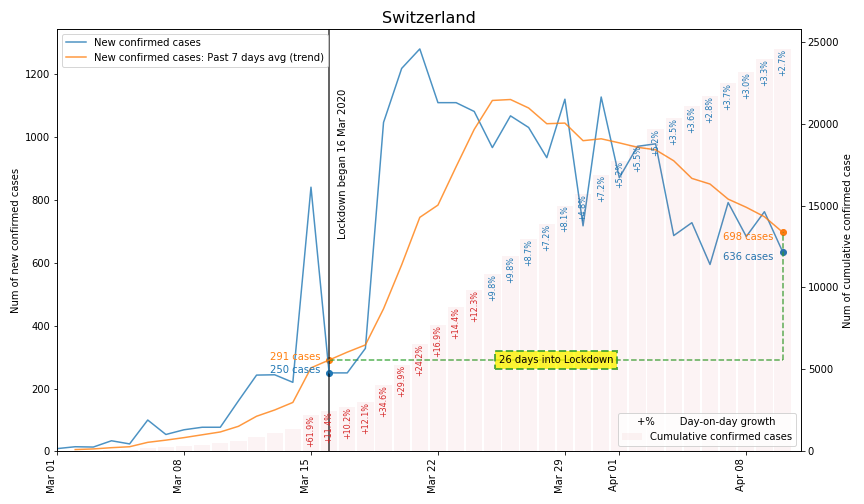 Switzerland
New confirmed cases
New confirmed cases: Past 7 days avg (trend)
Lockdown began 16 Mar 2020
Num of new confirmed cases
0
200
400
600
800
1000
1200
Num of cumulative confirmed case
0
5000
10000
15000
20000
25000
291 cases
250 cases
698 cases
636 cases
26 days into Lockdown
+61.9%
+11.4%
+10.2%
+12.1%
+34.6%
+29.9%
+24.2%
+16.9%
+14.4%
+12.3%
+9.8%
+9.8%
+8.7%
+7.2%
+8.1%
+4.8%
+7.2%
+5.5%
+5.2%
+3.5%
+3.6%
+2.8%
+3.7%
+3.0%
+3.3%
+2.7%
+% Day-on-day growth
Cumulative confirmed cases
Mar 01
Mar 08
Mar 15
Mar 22
Mar 29
Apr 01
Apr 08